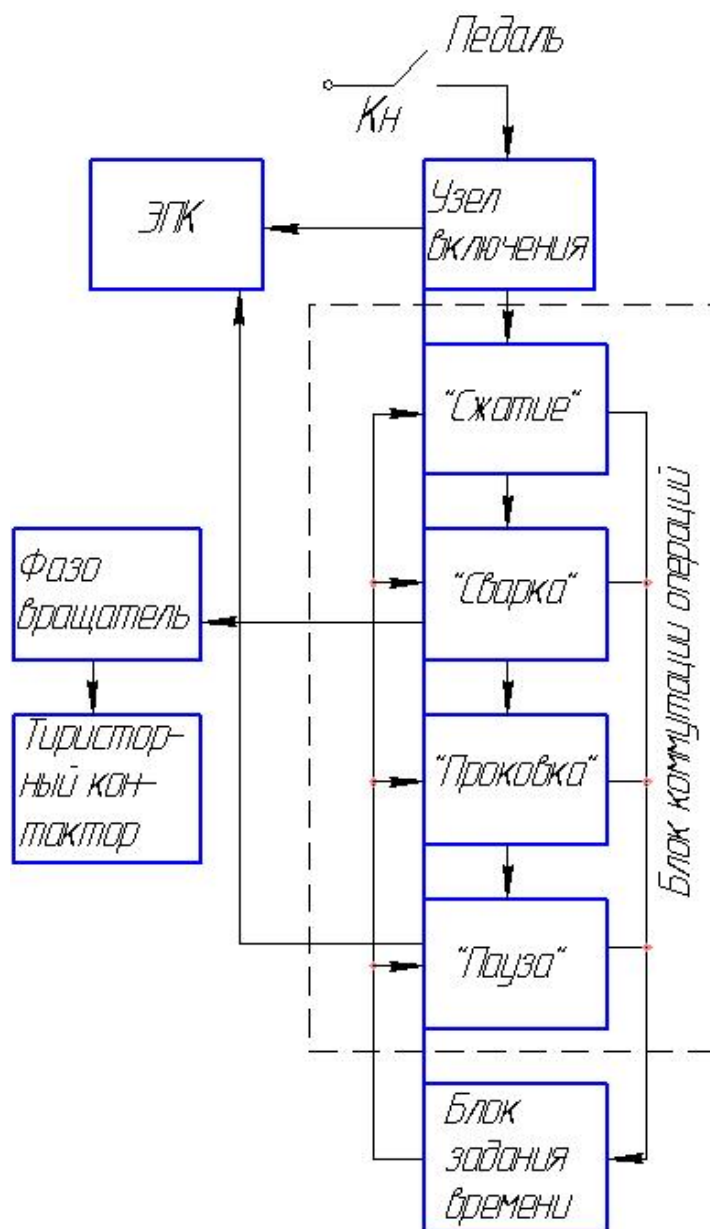 Педаль
Кн
ЭПК
Узел
включения
"Сжатие"
Фазо
вращатель
"Сварка"
Тиристор-
ный кон-
тактор
"Проковка"
"Пауза"
Блок коммутации операций
Блок
задания
времени